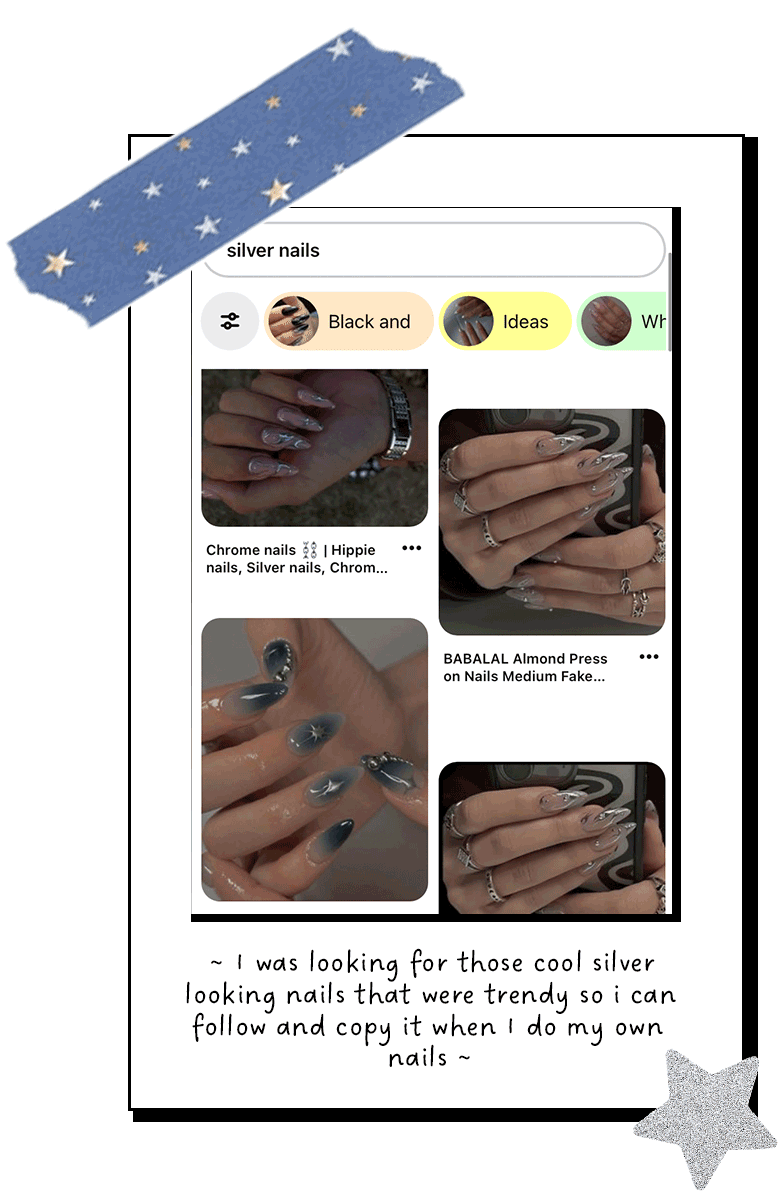 silver nails
Black and
Ideas
Wh
Chrome nails ⛓️ | Hippie
nails, Silver nails, Chrom...
BABALAL Almond Press
on Nails Medium Fake...
~ I was looking for those cool silver
looking nails that were trendy so i can
follow and copy it when I do my own
nails ~